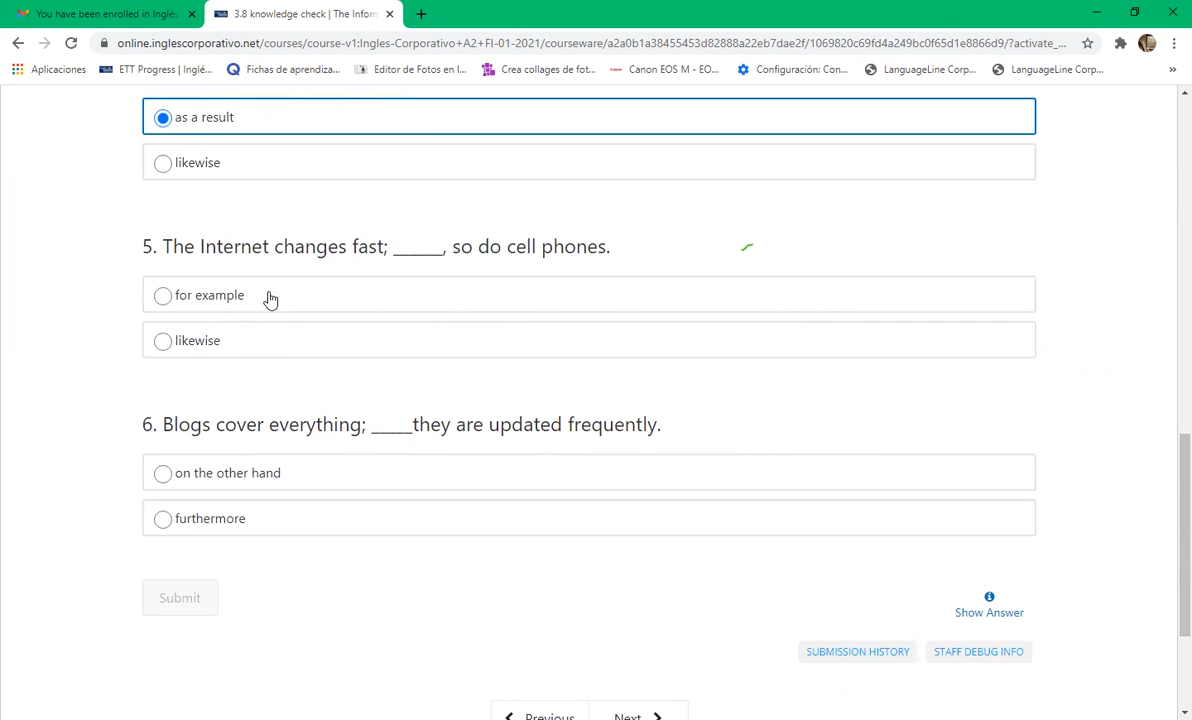 You have been enrolled in Inglés
3.8 knowledge check | The Inform
online.inglescorporativo.net/courses/course-v1:Ingles-Corporativo+A2+FI-01-2021/courseware/a2a0b1a38455453d82888a22eb7dae2f/1069820c69fd4a249bc0f65d1e8866d9/?activate_...
Aplicaciones
ETT Progress | Inglé...
Fichas de aprendiza...
Editor de Fotos en l...
Crea collages de fot...
Canon EOS M - EO...
Configuración: Con...
LanguageLine Corp...
LanguageLine Corp...
»
as a result
likewise
5. The Internet changes fast; _____, so do cell phones.
for example
likewise
6. Blogs cover everything; ____they are updated frequently.
on the other hand
furthermore
Submit
Show Answer
SUBMISSION HISTORY
STAFF DEBUG INFO
Previous
Next